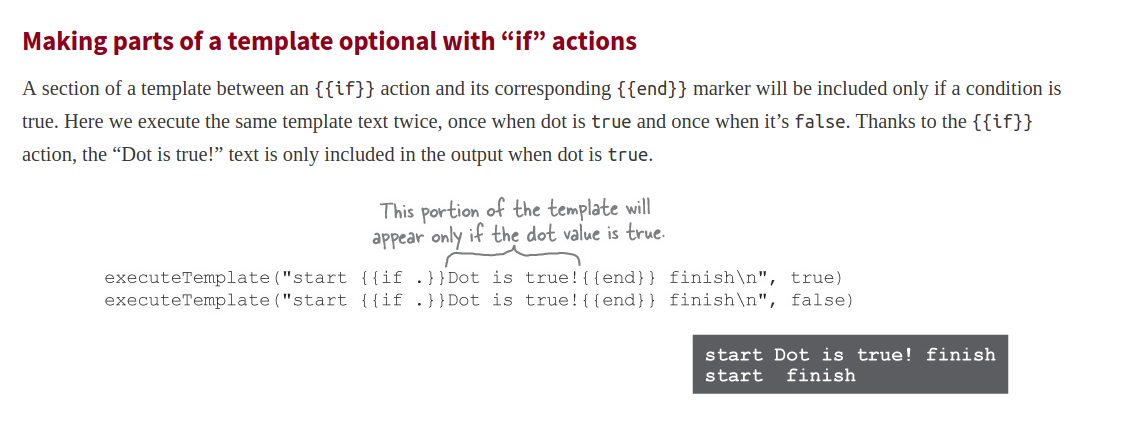 Making parts of a template optional with “if” actions
A section of a template between an {{if}} action and its corresponding {{end}} marker will be included only if a condition is
true. Here we execute the same template text twice, once when dot is true and once when it’s false. Thanks to the {{if}}
action, the “Dot is true!” text is only included in the output when dot is true.
This portion of the template will
appear only if the dot value is true.
executeTemplate("start {{if .}}Dot is true!{{end}} finish\n", true)
executeTemplate("start {{if .}}Dot is true!{{end}} finish\n", false)
start Dot is true! finish
start  finish